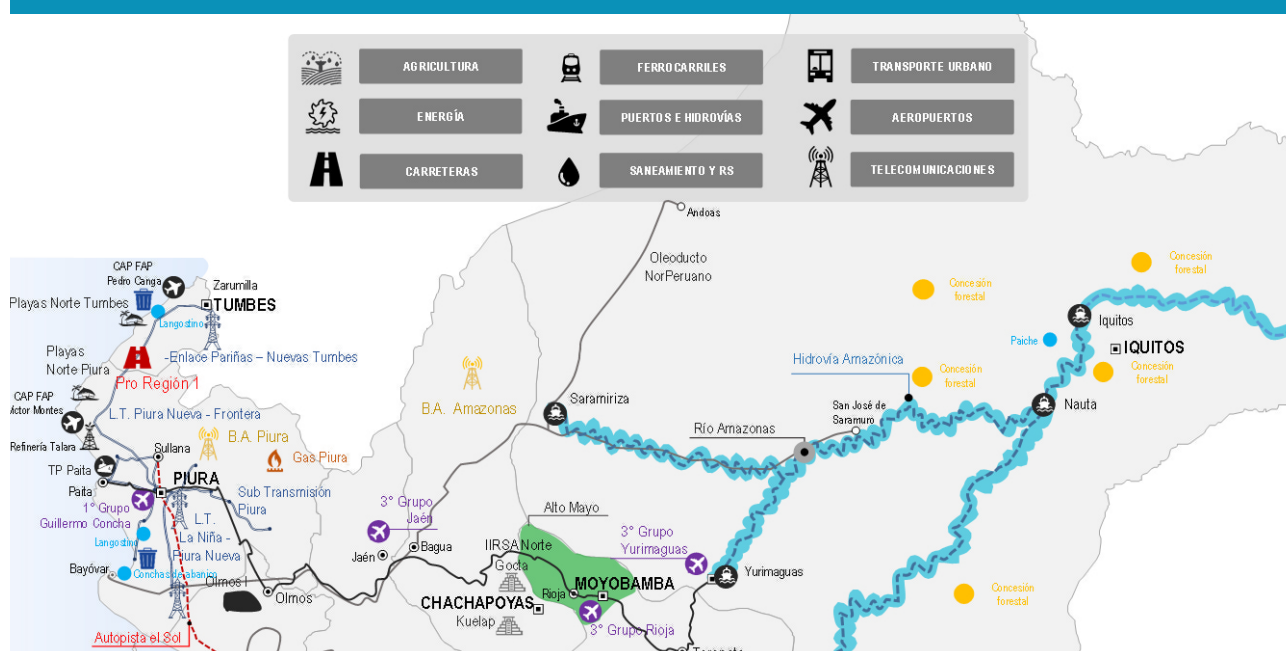 AGRICULTURA
FERROCARRILES
TRANSPORTE URBANO
ENERGÍA
PUERTOS E HIDROVÍAS
AEROPUERTOS
CARRETERAS
SANEAMIENTO Y RS
TELECOMUNICACIONES
Andoas
Oleoducto
NorPeruano
CAP FAP
Pedro Canga
Zarumilla
Playas Norte Tumbes
TUMBES
Langostino
-Enlace Pariñas – Nuevas Tumbes
Playas
Norte Piura
Pro Región 1
CAP FAP
Víctor Montes
L.T. Piura Nueva - Frontera
Refinería Talara
B.A. Piura
Sullana
Gas Piura
TP Paita
PIURA
Paita
Sub Transmisión
Piura
1° Grupo
Guillermo Concha
L.T.
La Niña -
Piura Nueva
Langostino
Bayóvar
Conchas de abanico
Olmos I
Olmos
Autopista el Sol
B.A. Amazonas
Saramiriza
3° Grupo
Jaén
Jaén
Bagua
IIRSA Norte
Gocta
Alto Mayo
3° Grupo
Yurimaguas
Yurimaguas
MOYOBAMBA
Rioja
CHACHAPOYAS
Kuelap
3° Grupo Rioja
Río Amazonas
San José de
Saramuro
Hidrovía Amazónica
Concesión
forestal
Concesión
forestal
Concesión
forestal
Concesión
forestal
Concesión
forestal
Paiche
Iquitos
IQUITOS
Nauta